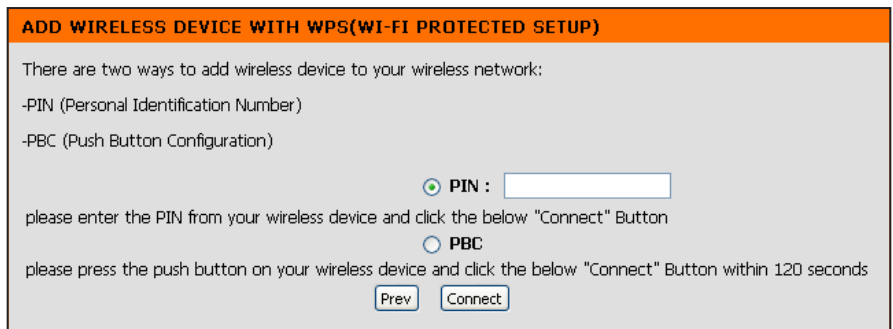 ADD WIRELESS DEVICE WITH WPS(WI-FI PROTECTED SETUP)
There are two ways to add wireless device to your wireless network:
-PIN (Personal Identification Number)
-PBC (Push Button Configuration)
PIN :
please enter the PIN from your wireless device and click the below "Connect" Button
PBC
please press the push button on your wireless device and click the below "Connect" Button within 120 seconds
Prev Connect